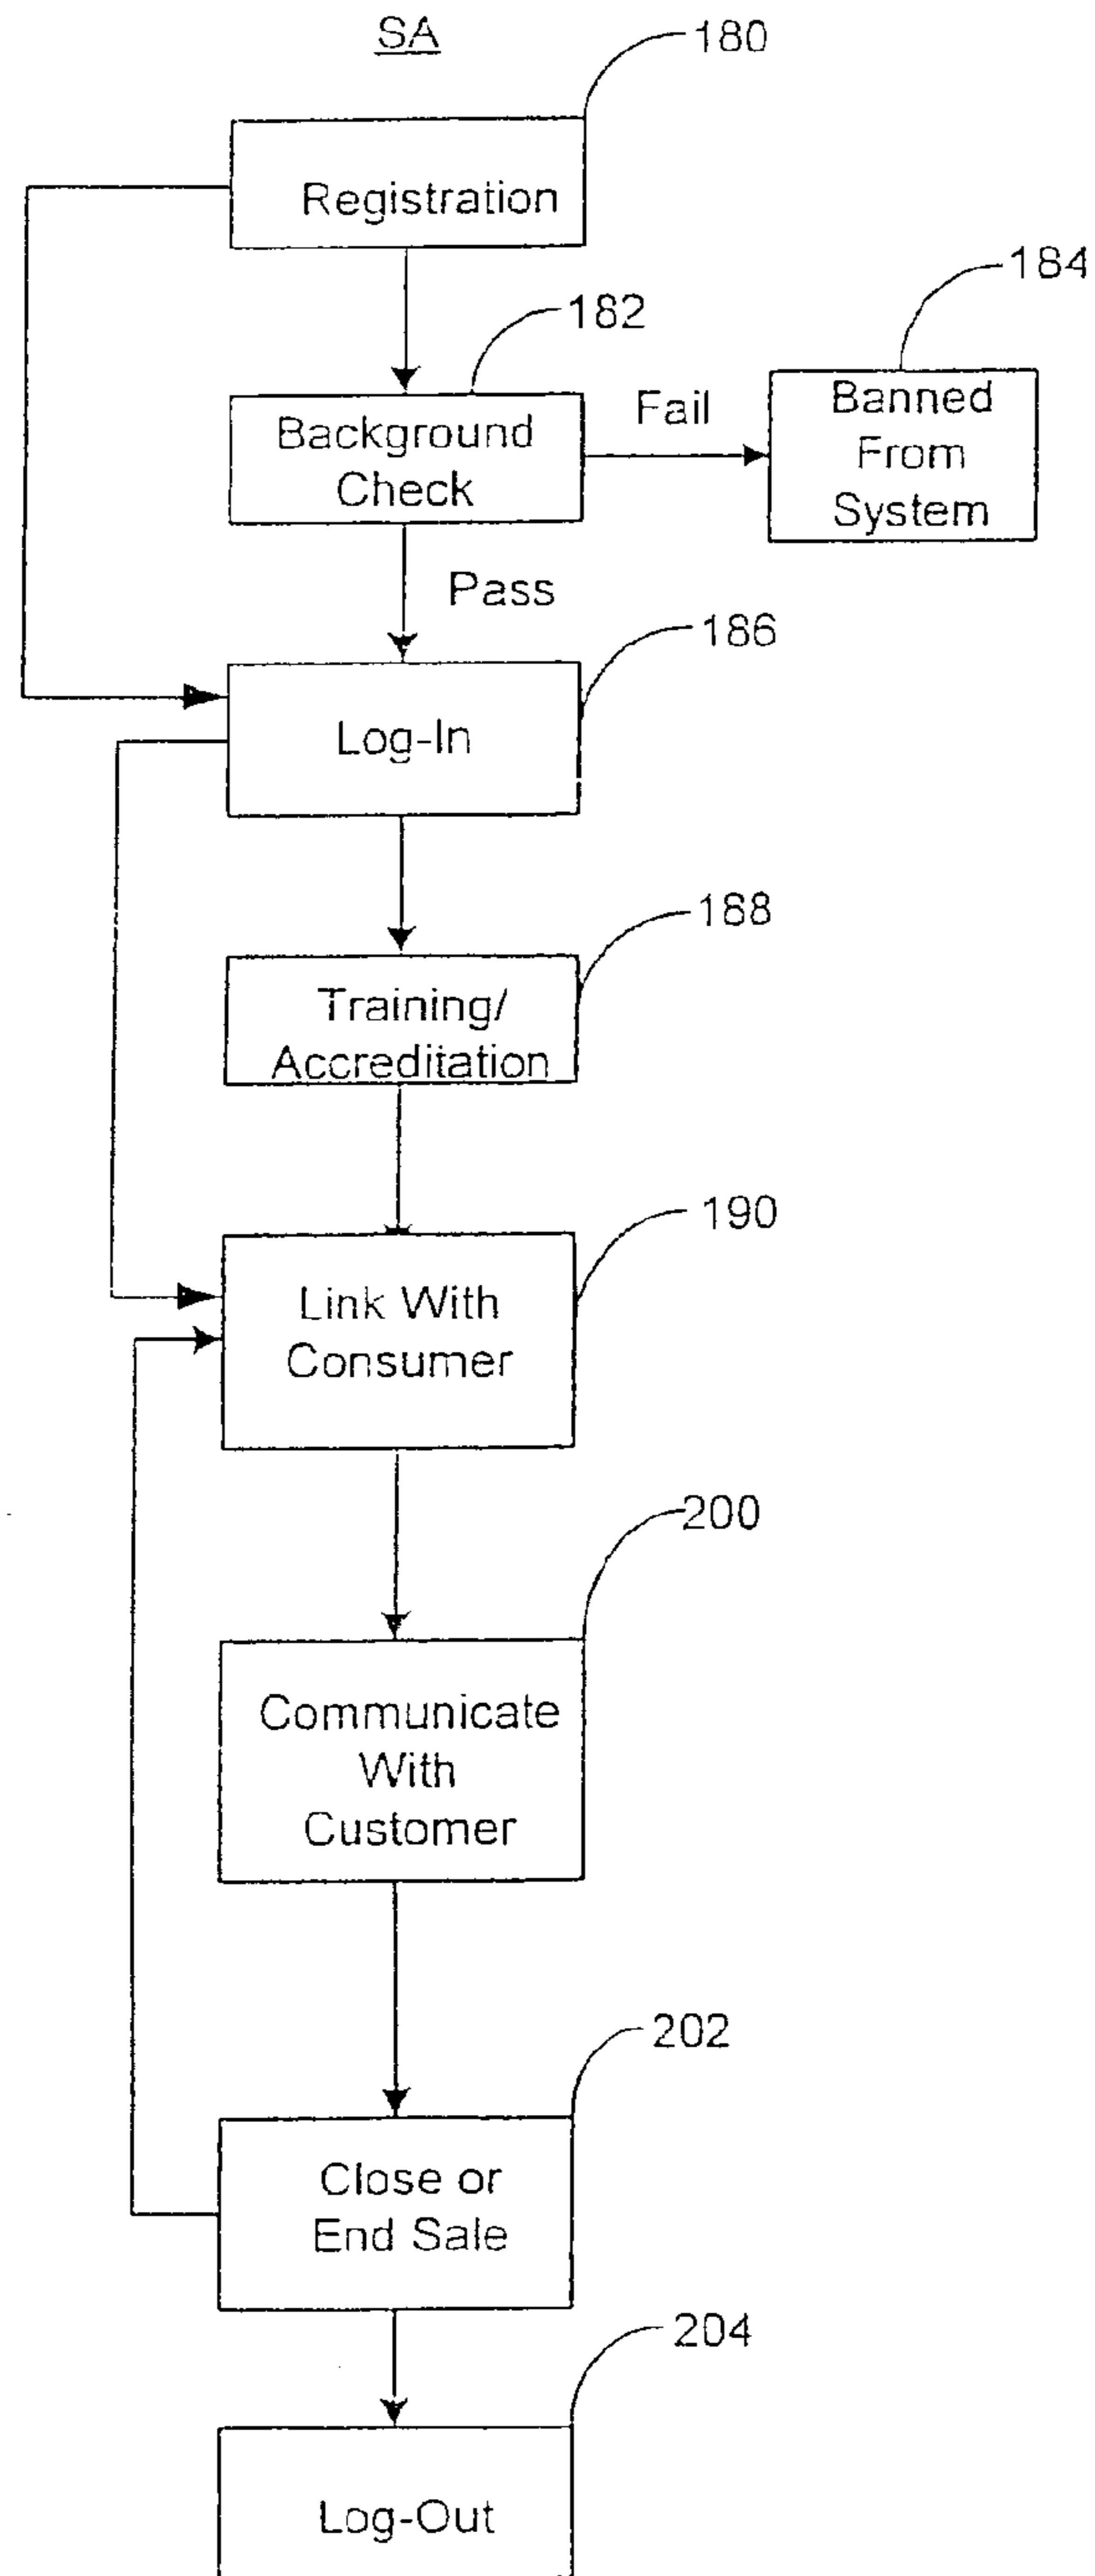 SA
180
Registration
182
184
Background
Check
Fail
Banned
From
System
Pass
186
Log-In
188
Training/
Accreditation
190
Link With
Consumer
200
Communicate
With
Customer
202
Close or
End Sale
204
Log-Out